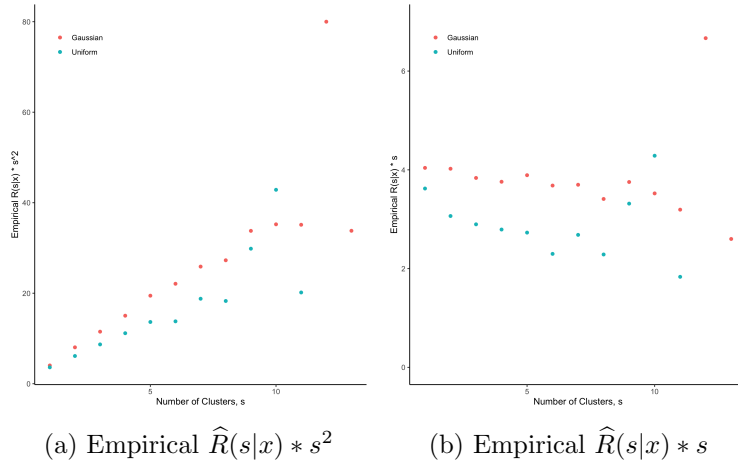 80
60
40
20
0
Empirical R(s|x) * s^2
Gaussian
Uniform
5
10
Number of Clusters, s
(a) Empirical R̂(s|x) ∗ s²
6
4
2
0
Empirical R(s|x) * s
Gaussian
Uniform
5
10
Number of Clusters, s
(b) Empirical R̂(s|x) ∗ s